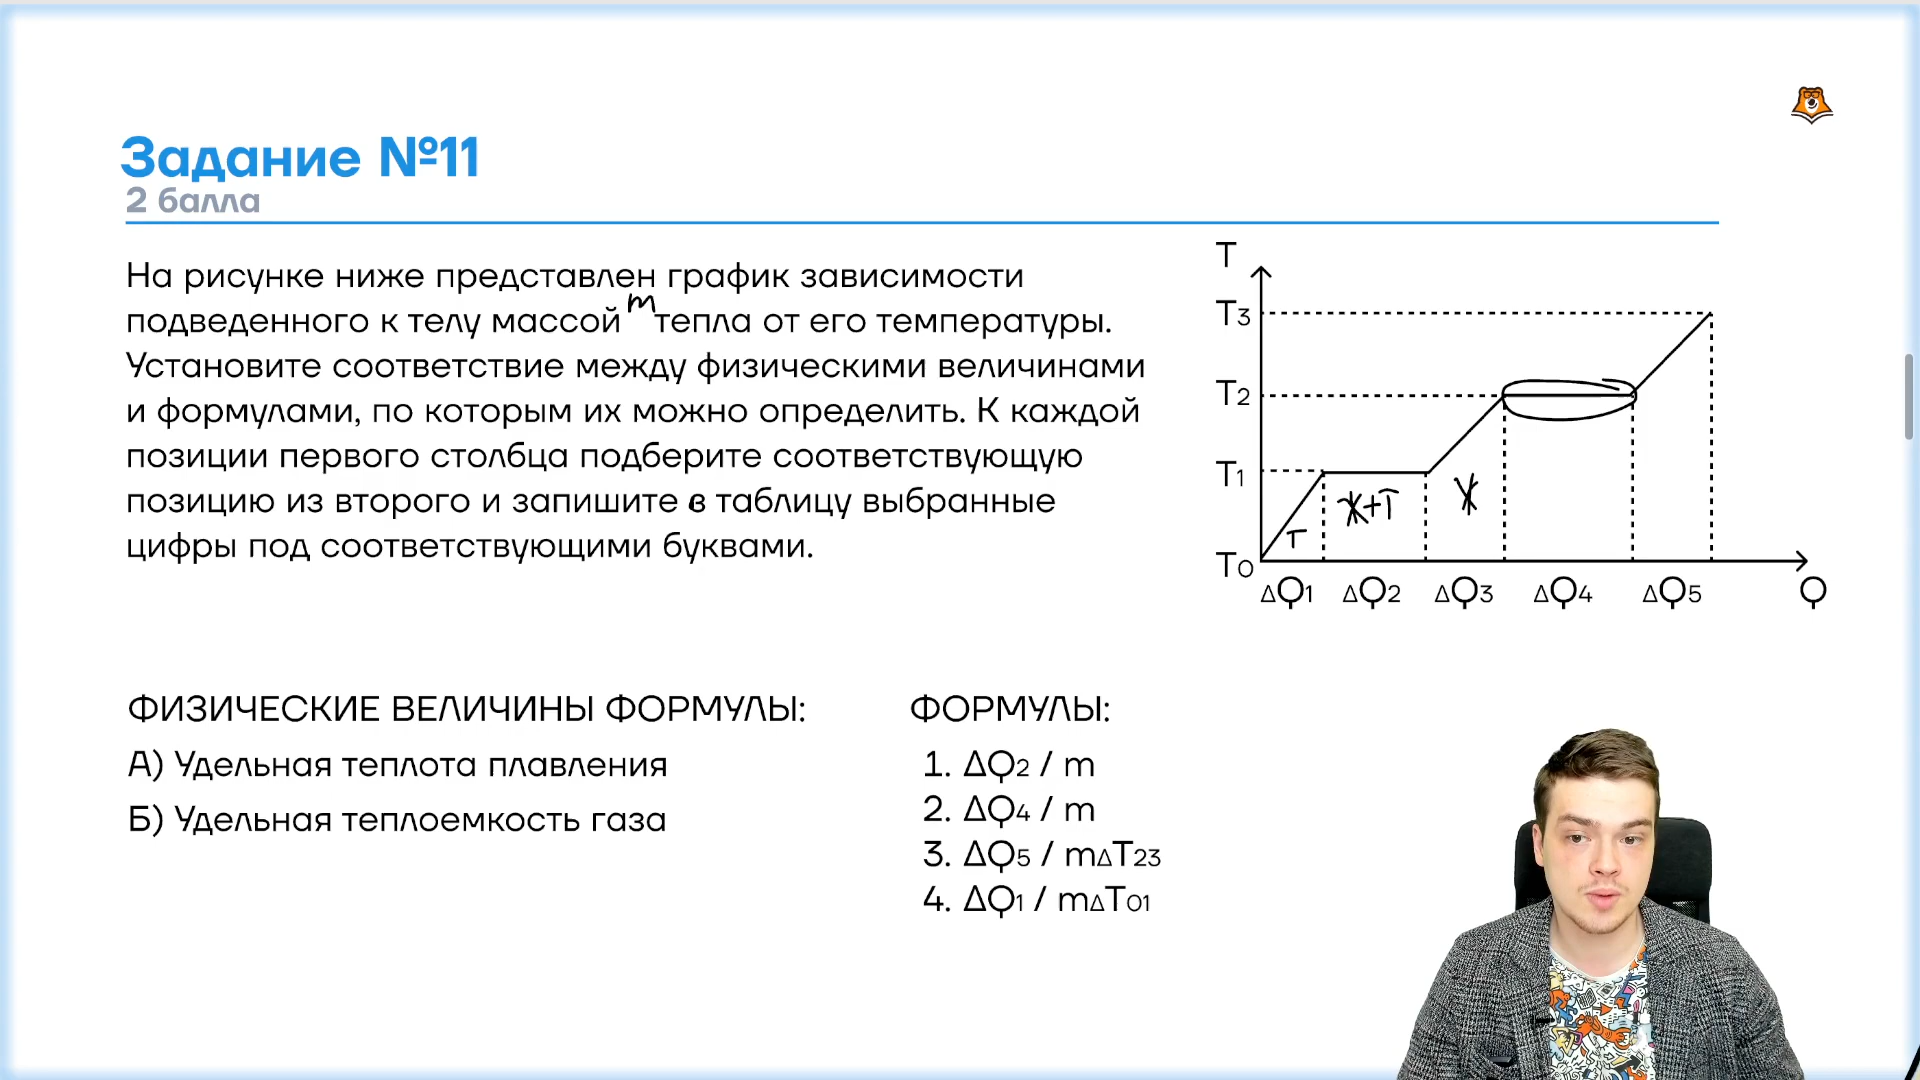 Задание №11
2 балла
На рисунке ниже представлен график зависимости
m
подведенного к телу массой тепла от его температуры.
Установите соответствие между физическими величинами
и формулами, по которым их можно определить. К каждой
позиции первого столбца подберите соответствующую
позицию из второго и запишите в таблицу выбранные
цифры под соответствующими буквами.
T
T3
T2
T1
T0
Т
Ж+Т
Ж
ΔQ1 ΔQ2 ΔQ3 ΔQ4 ΔQ5 Q
ФИЗИЧЕСКИЕ ВЕЛИЧИНЫ ФОРМУЛЫ:
А) Удельная теплота плавления
Б) Удельная теплоемкость газа
ФОРМУЛЫ:
1. ΔQ2 / m
2. ΔQ4 / m
3. ΔQ5 / mΔT23
4. ΔQ1 / mΔT01